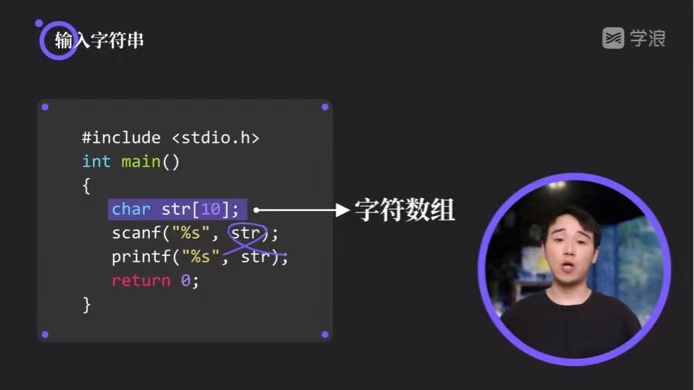 输入字符串
学浪
#include <stdio.h>
int main()
{
char str[10];
字符数组
scanf("%s", str);
printf("%s", str);
return 0;
}